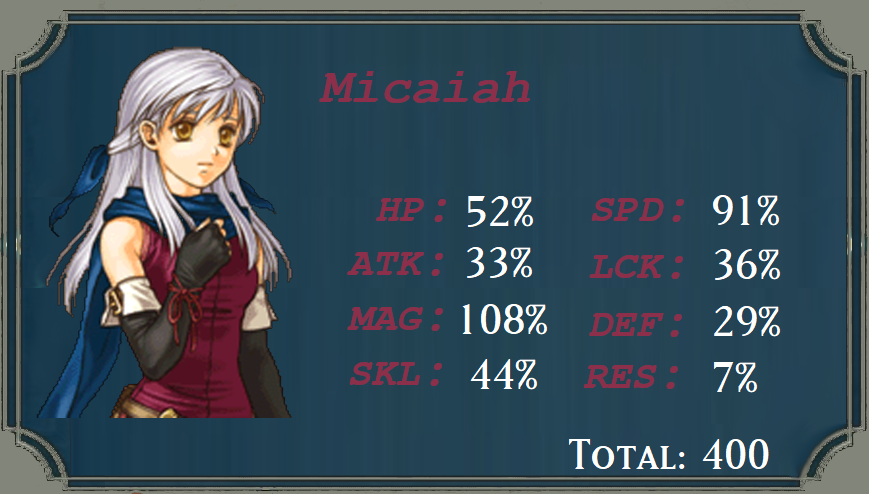 Micaiah
HP: 52% SPD: 91%
ATK: 33% LCK: 36%
MAG: 108% DEF: 29%
SKL: 44% RES: 7%
TOTAL: 400